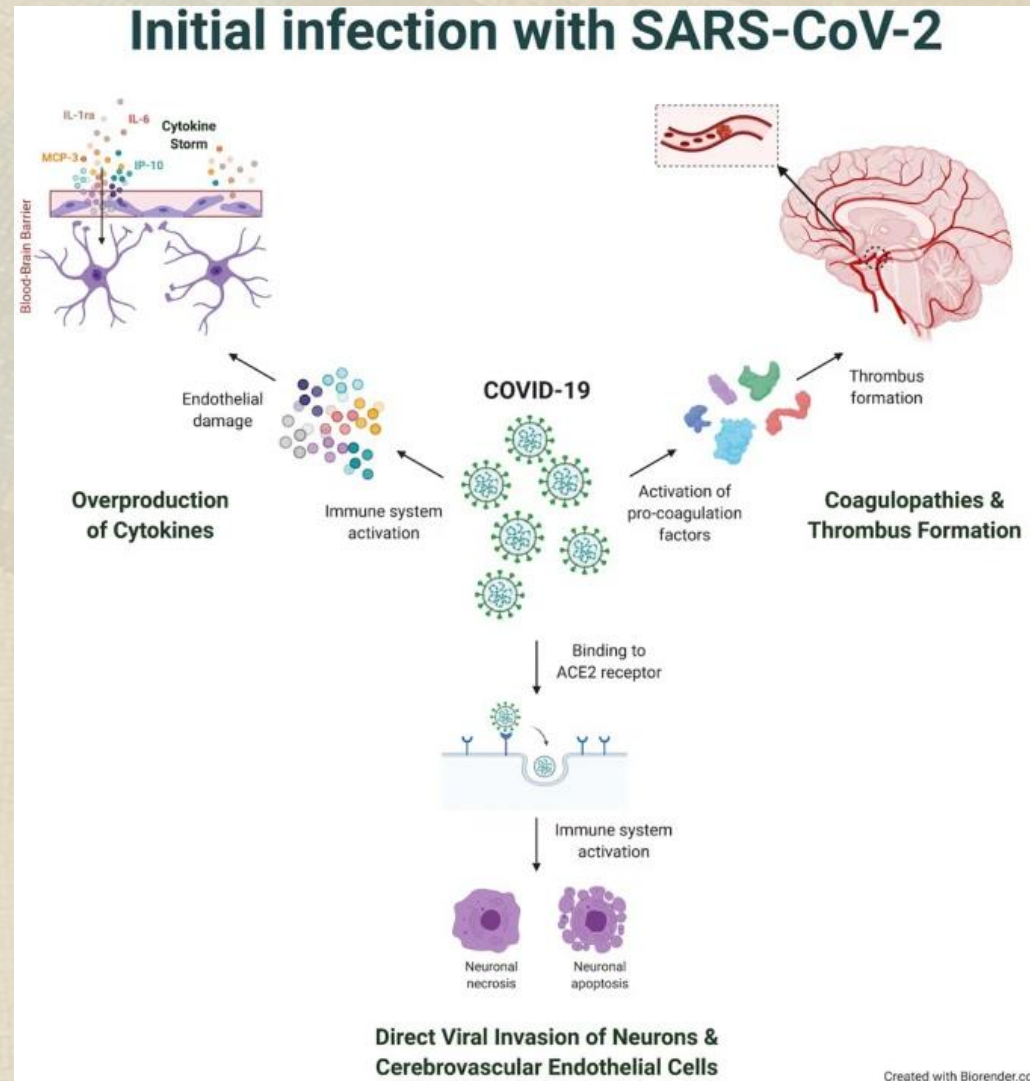 Initial infection with SARS-CoV-2
IL-1ra
IL-6
Cytokine
Storm
MCP-3
IP-10
Blood-Brain Barrier
Endothelial
damage
COVID-19
Thrombus
formation
Overproduction
of Cytokines
Immune system
activation
Activation of
pro-coagulation
factors
Coagulopathies &
Thrombus Formation
Binding to
ACE2 receptor
Immune system
activation
Neuronal
necrosis
Neuronal
apoptosis
Direct Viral Invasion of Neurons &
Cerebrovascular Endothelial Cells
Created with Biorender.co